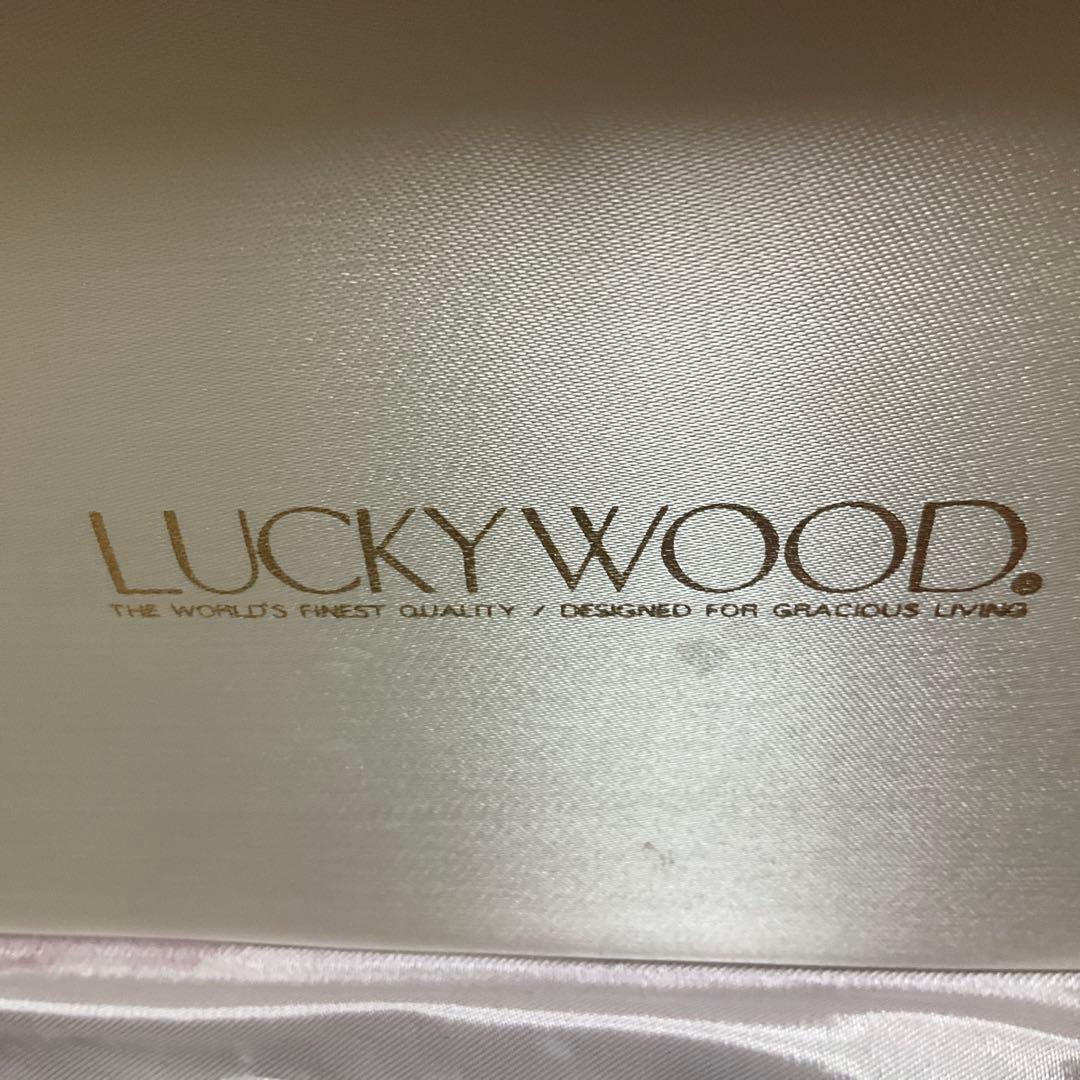 LUCKYWOOD®
THE WORLD'S FINEST QUALITY / DESIGNED FOR GRACIOUS LIVING